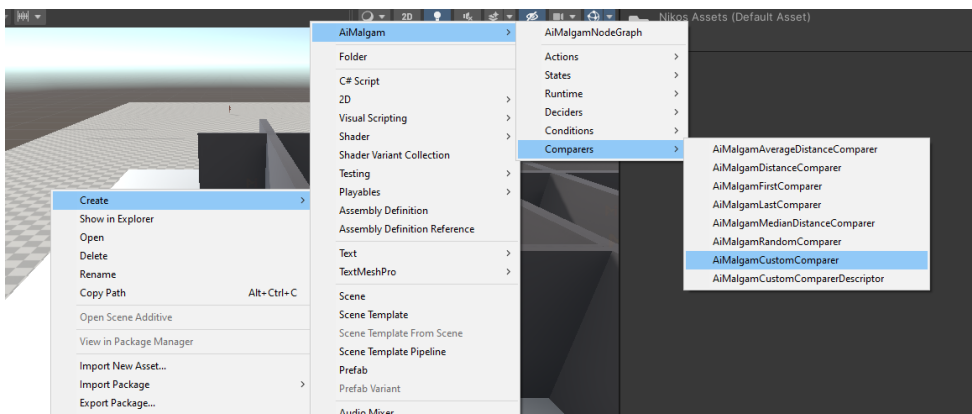 2D
Nikos Assets (Default Asset)
AiMalgam
Folder
C# Script
2D
Visual Scripting
Shader
Shader Variant Collection
Testing
Playables
Assembly Definition
Assembly Definition Reference
Text
TextMeshPro
Scene
Scene Template
Scene Template From Scene
Scene Template Pipeline
Prefab
Prefab Variant
Audio Mixer
AiMalgamNodeGraph
Actions
States
Runtime
Deciders
Conditions
Comparers
AiMalgamAverageDistanceComparer
AiMalgamDistanceComparer
AiMalgamFirstComparer
AiMalgamLastComparer
AiMalgamMedianDistanceComparer
AiMalgamRandomComparer
AiMalgamCustomComparer
AiMalgamCustomComparerDescriptor
Create
Show in Explorer
Open
Delete
Rename
Copy Path Alt+Ctrl+C
Open Scene Additive
View in Package Manager
Import New Asset...
Import Package
Export Package...